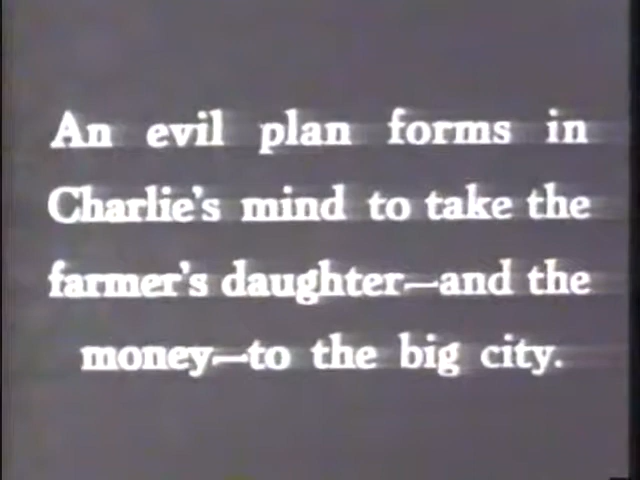 An evil plan forms in
Charlie's mind to take the
farmer's daughter—and the
money—to the big city.